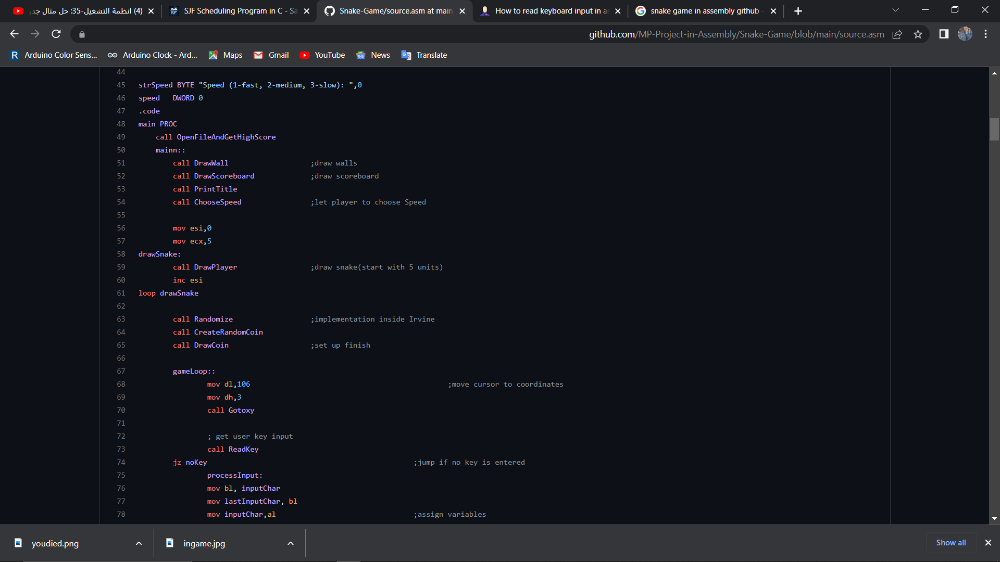 (4) انظمة التشغيل-35: حل مثال جد
SJF Scheduling Program in C - Sa
Snake-Game/source.asm at main
How to read keyboard input in as
snake game in assembly github -
github.com/MP-Project-in-Assembly/Snake-Game/blob/main/source.asm
Arduino Color Sens... Arduino Clock - Ard... Maps Gmail YouTube News Translate
44
45 strSpeed BYTE "Speed (1-fast, 2-medium, 3-slow): ",0
46 speed   DWORD 0
47 .code
48 main PROC
49     call OpenFileAndGetHighScore
50     mainn::
51         call DrawWall                   ;draw walls
52         call DrawScoreboard             ;draw scoreboard
53         call PrintTitle
54         call ChooseSpeed                ;let player to choose Speed
55
56         mov esi,0
57         mov ecx,5
58 drawSnake:
59         call DrawPlayer                 ;draw snake(start with 5 units)
60         inc esi
61 loop drawSnake
62
63         call Randomize                  ;implementation inside Irvine
64         call CreateRandomCoin
65         call DrawCoin                   ;set up finish
66
67         gameLoop::
68                 mov dl,106              ;move cursor to coordinates
69                 mov dh,3
70                 call Gotoxy
71
72                 ; get user key input
73                 call ReadKey
74         jz noKey                        ;jump if no key is entered
75                 processInput:
76                 mov bl, inputChar
77                 mov lastInputChar, bl
78                 mov inputChar,al        ;assign variables
youdied.png
ingame.jpg
Show all